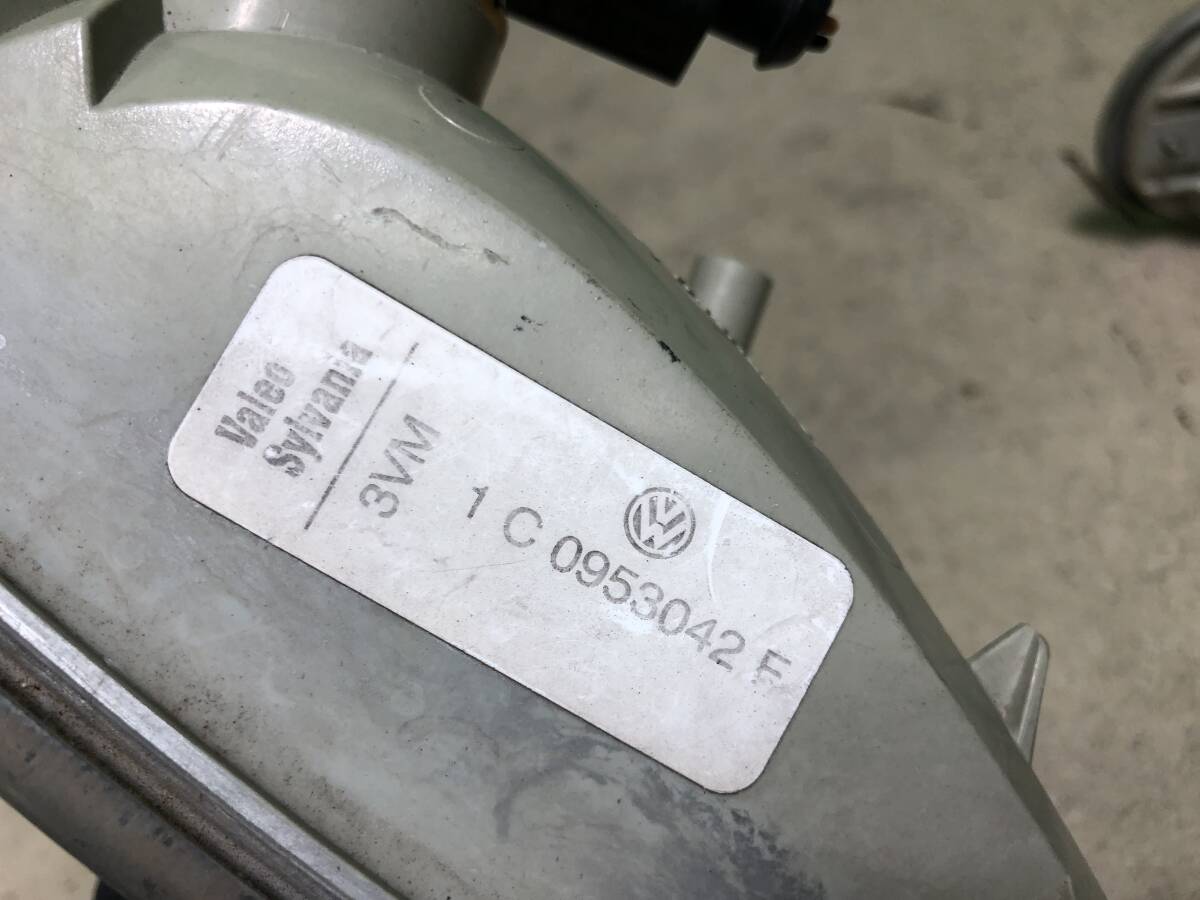 Valeo
Sylvania
3VM
1 C 0953042 F